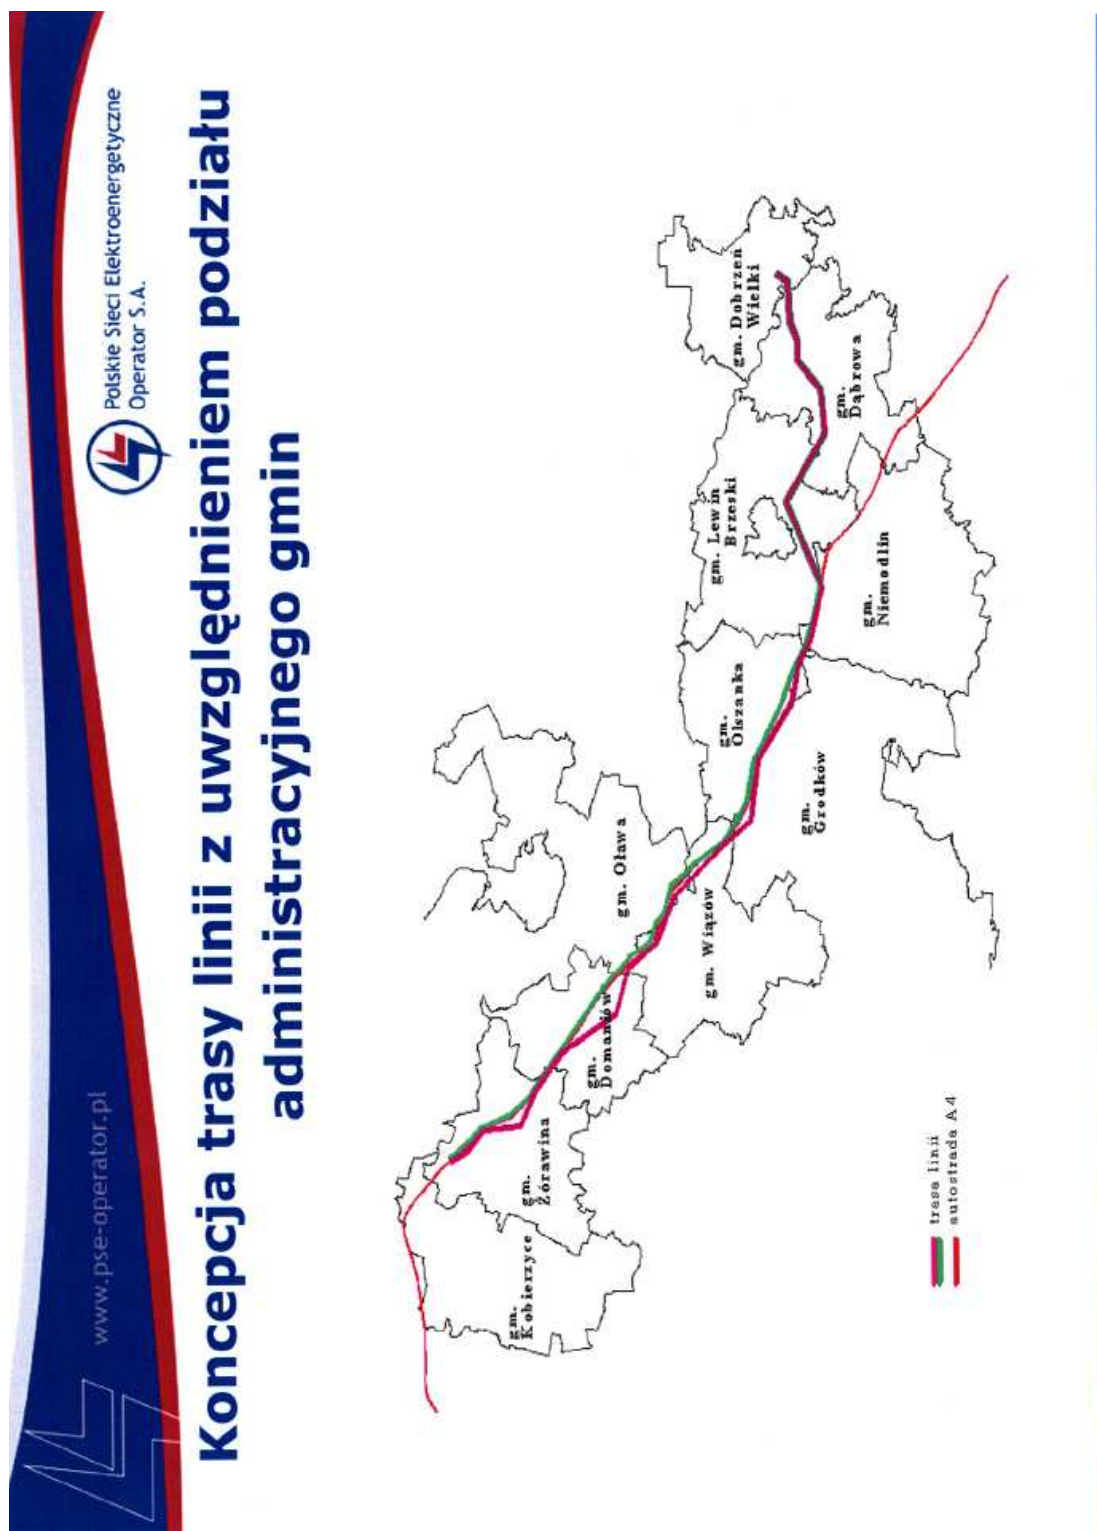 www.pse-operator.pl
Polskie Sieci Elektroenergetyczne
Operator S.A.
Koncepcja trasy linii z uwzględnieniem podziału
administracyjnego gmin
gm.
Kobierzyce
gm.
Żórawina
gm.
Domaniów
gm. Oława
gm. Wiązów
gm.
Olszanka
gm.
Grodków
gm. Lewin
Brzeski
gm.
Niemodlin
gm. Dobrzeń
Wielki
gm.
Dąbrowa
trasa linii
autostrada A4